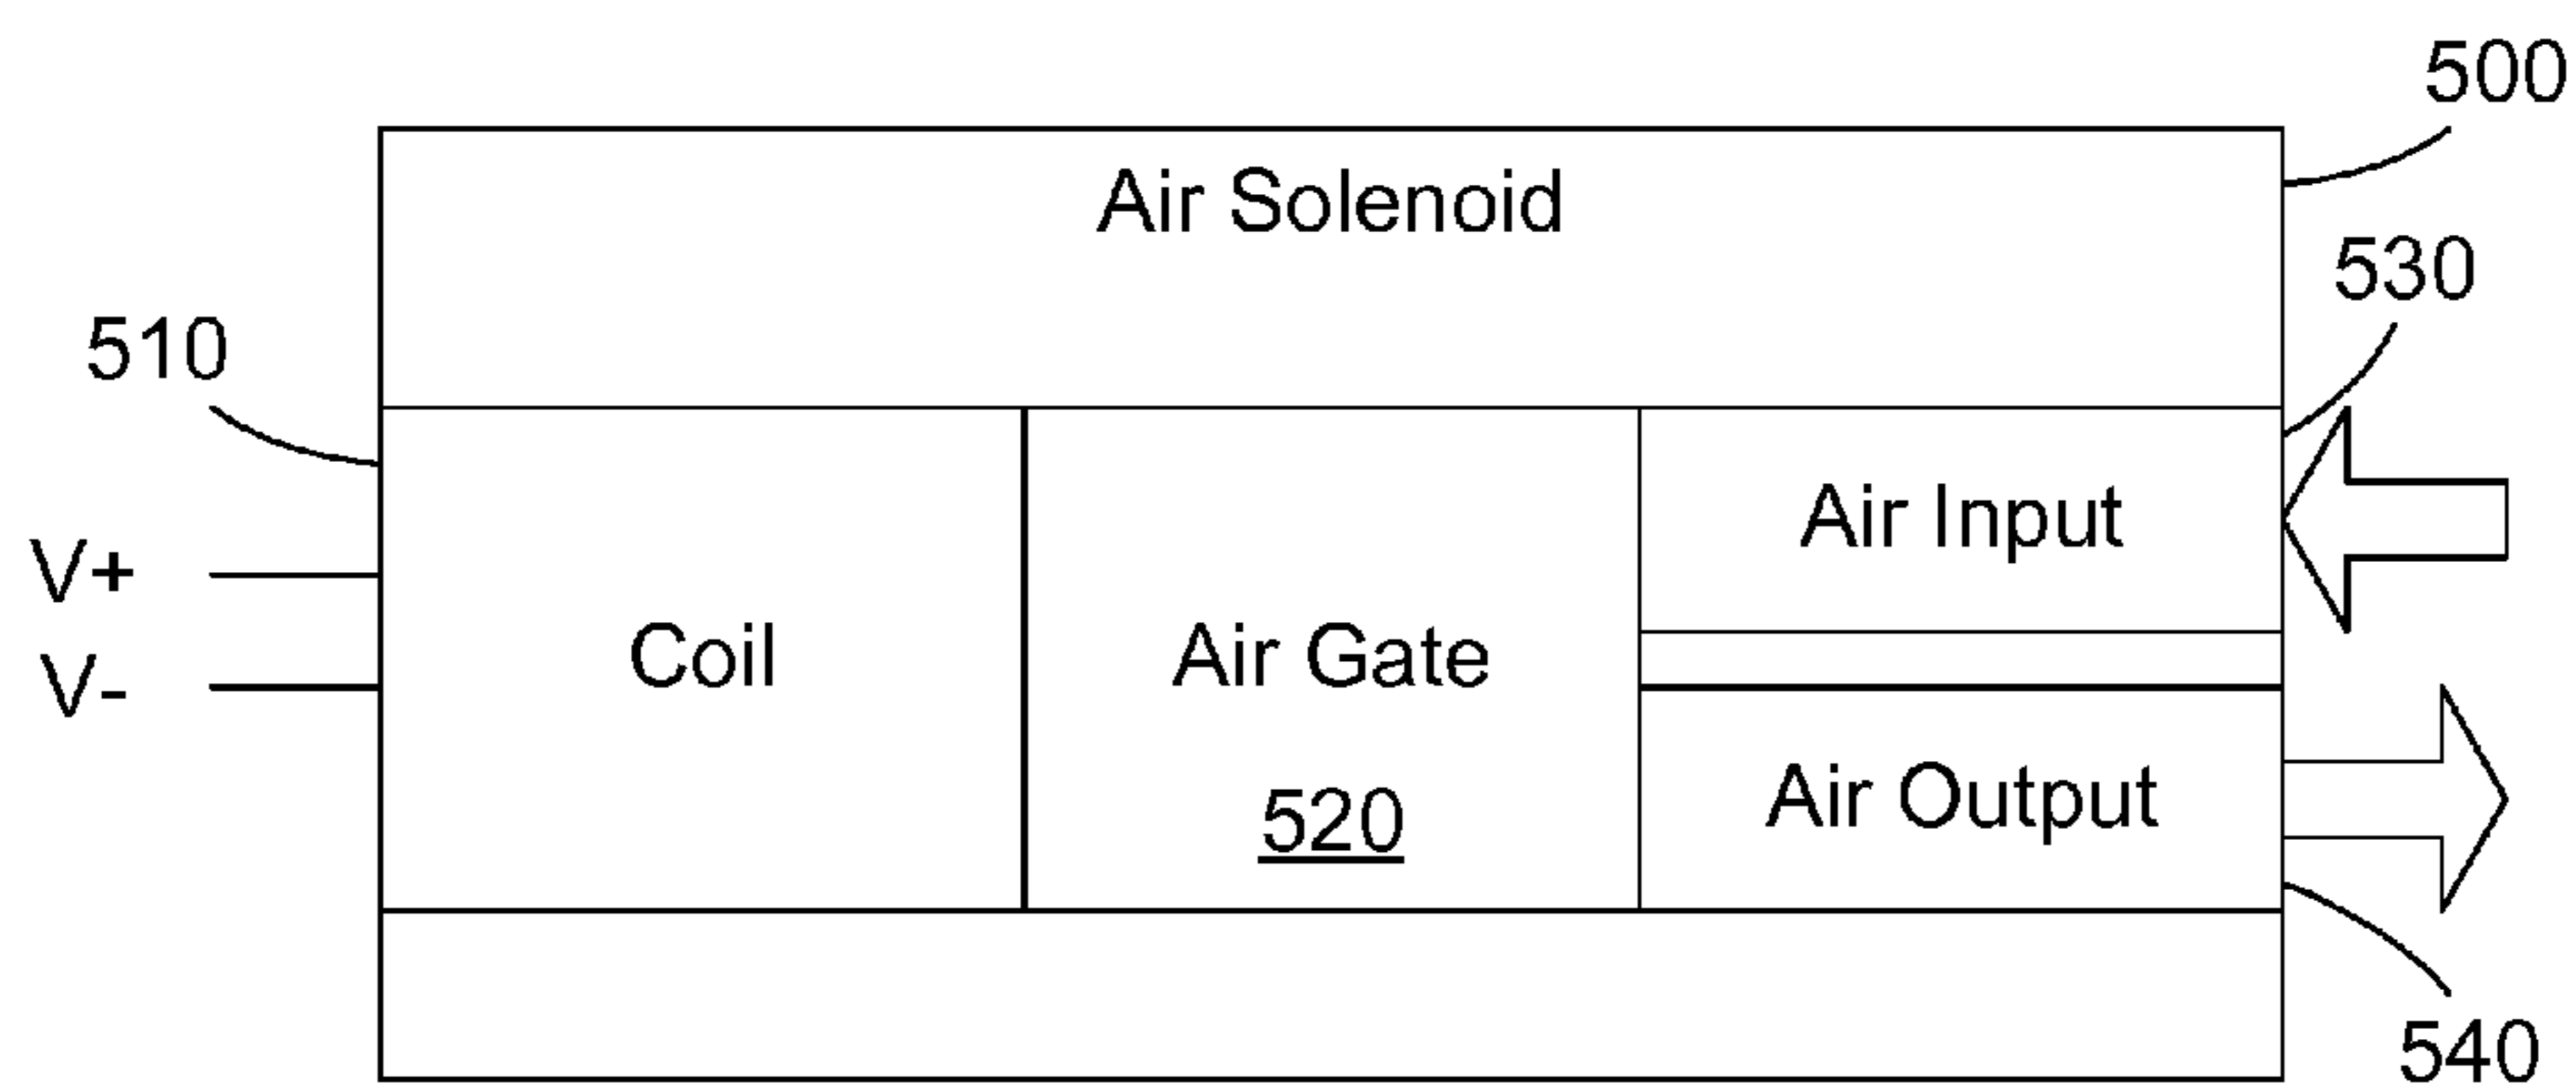 500
Air Solenoid
530
510
Air Input
V+
Coil
Air Gate
V-
Air Output
520
540